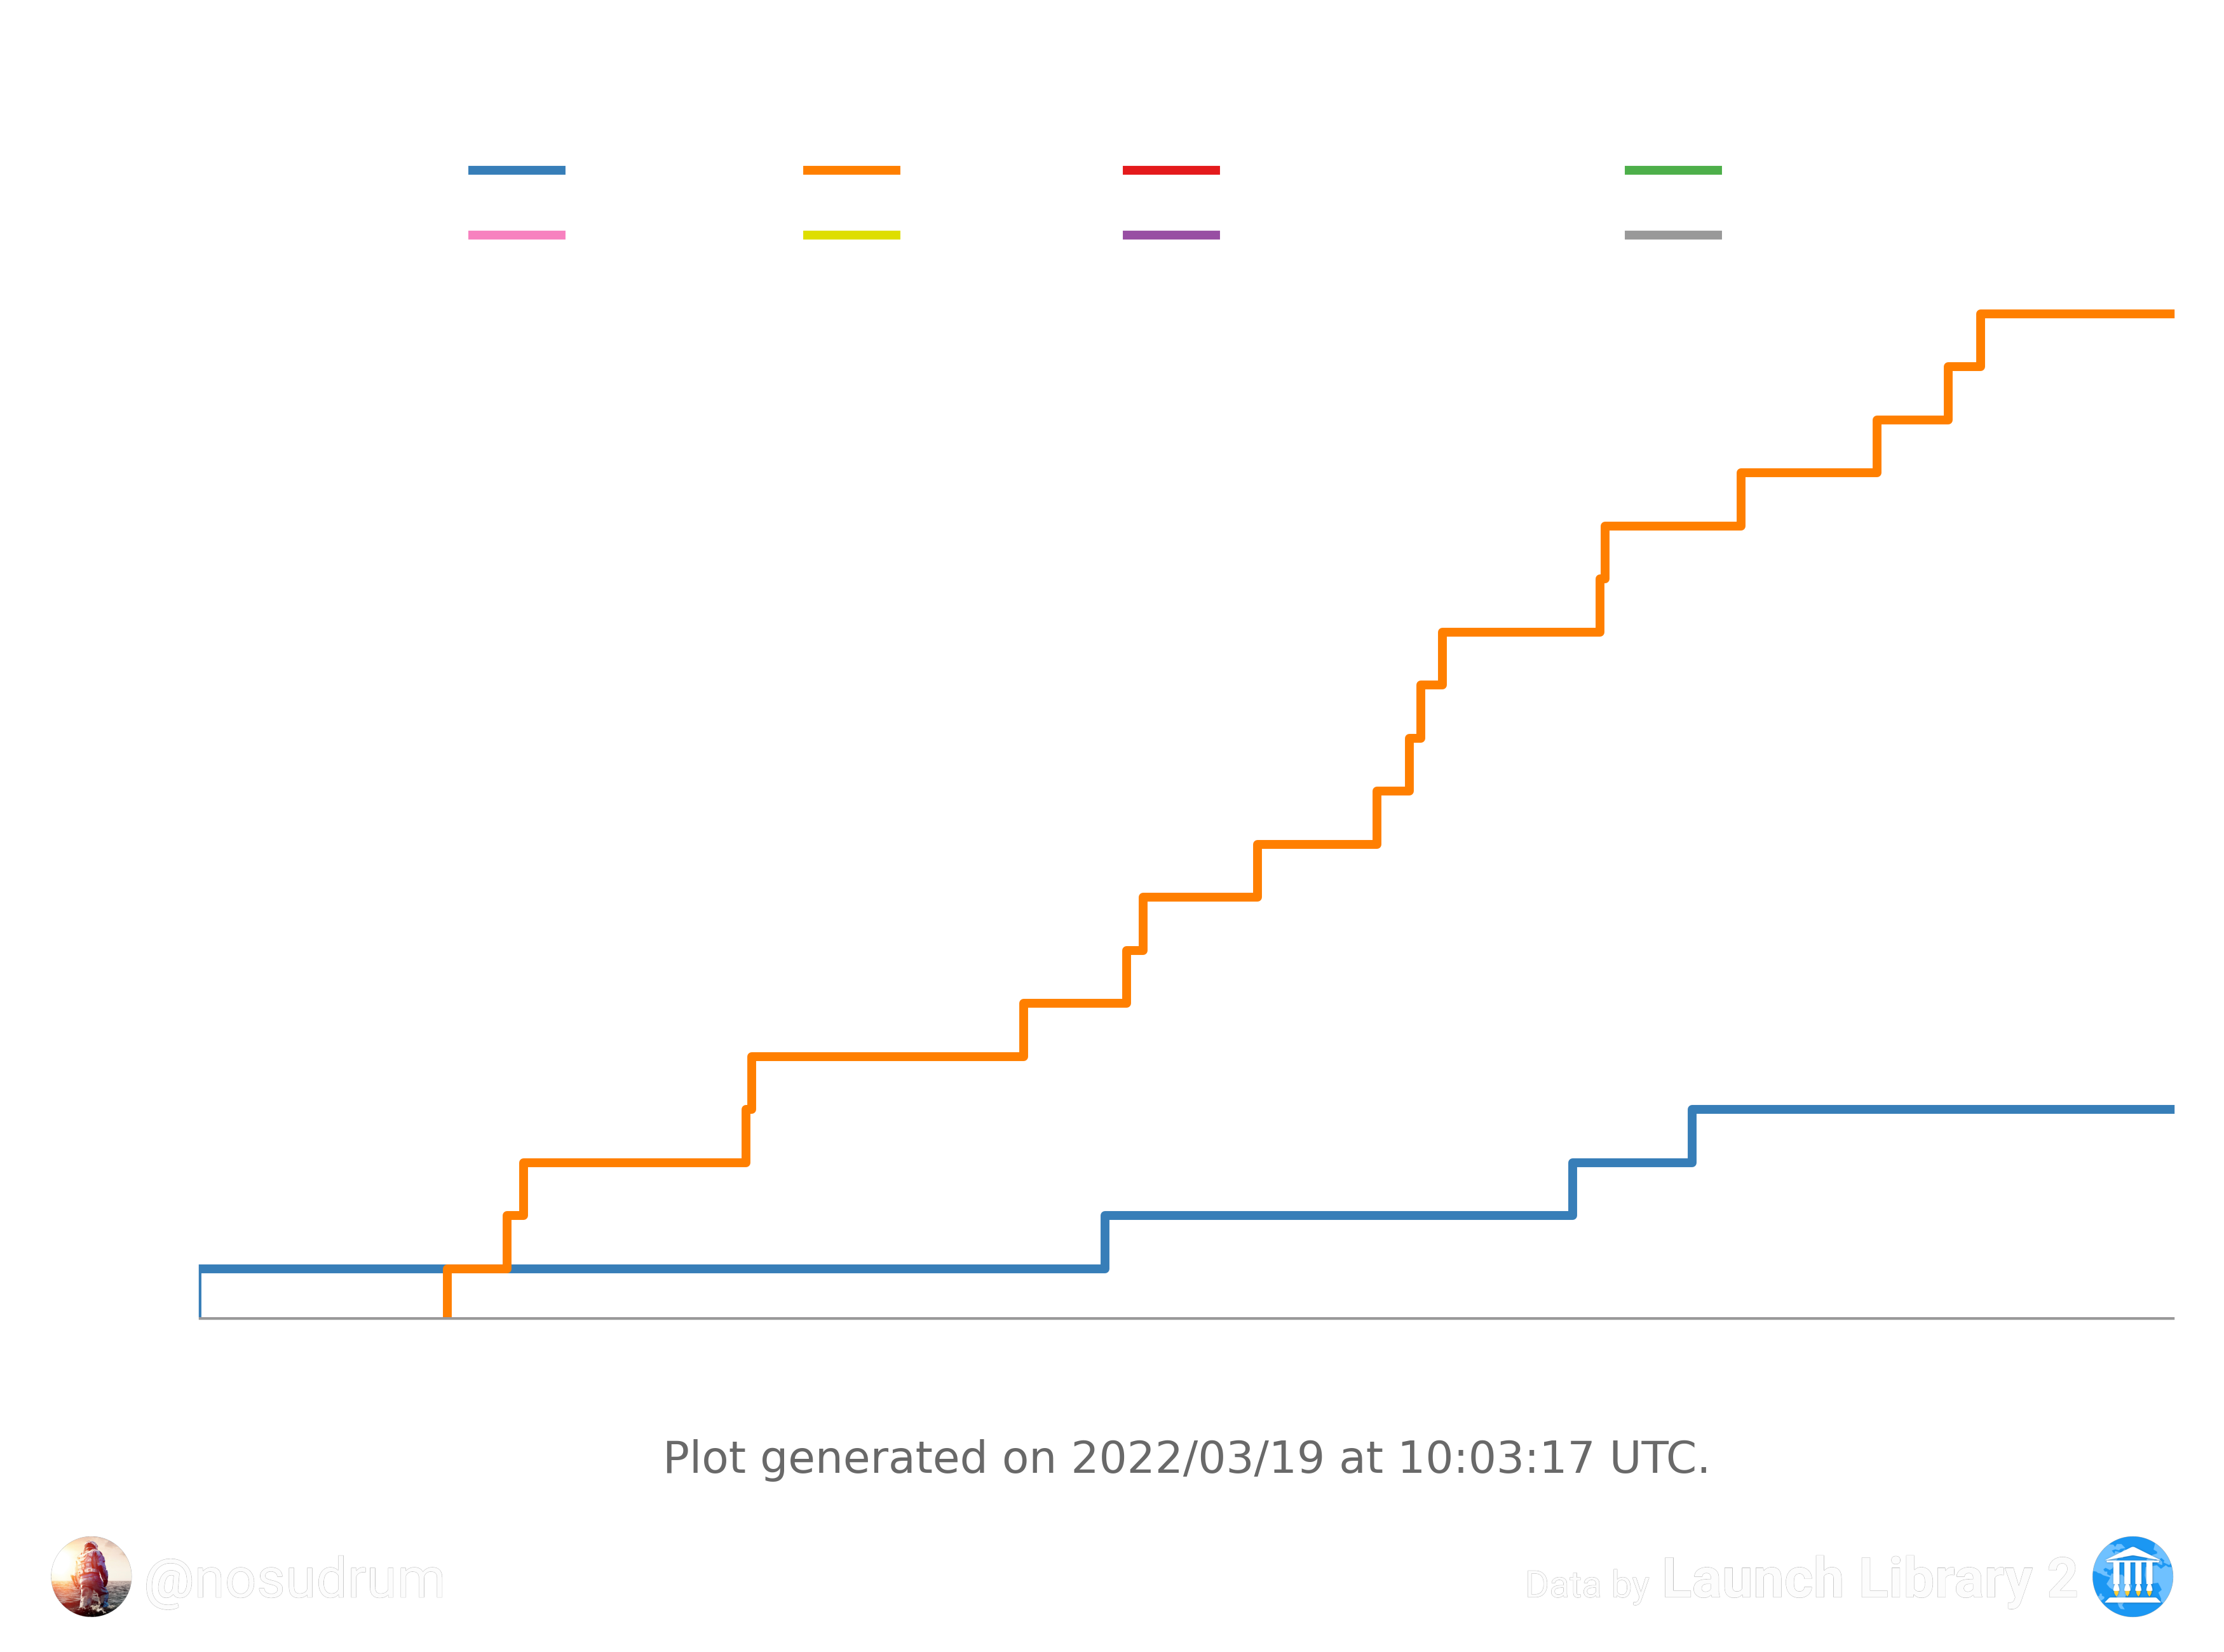 Plot generated on 2022/03/19 at 10:03:17 UTC.
@nosudrum
Data by Launch Library 2